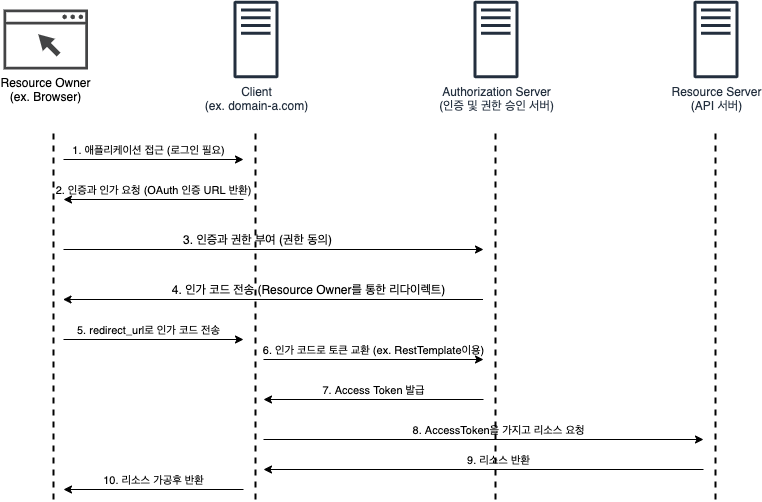 Resource Owner
(ex. Browser)
Client
(ex. domain-a.com)
Authorization Server
(인증 및 권한 승인 서버)
Resource Server
(API 서버)
1. 애플리케이션 접근 (로그인 필요)
2. 인증과 인가 요청 (OAuth 인증 URL 반환)
3. 인증과 권한 부여 (권한 동의)
4. 인가 코드 전송 (Resource Owner를 통한 리다이렉트)
5. redirect_url로 인가 코드 전송
6. 인가 코드로 토큰 교환 (ex. RestTemplate이용)
7. Access Token 발급
8. AccessToken을 가지고 리소스 요청
9. 리소스 반환
10. 리소스 가공후 반환